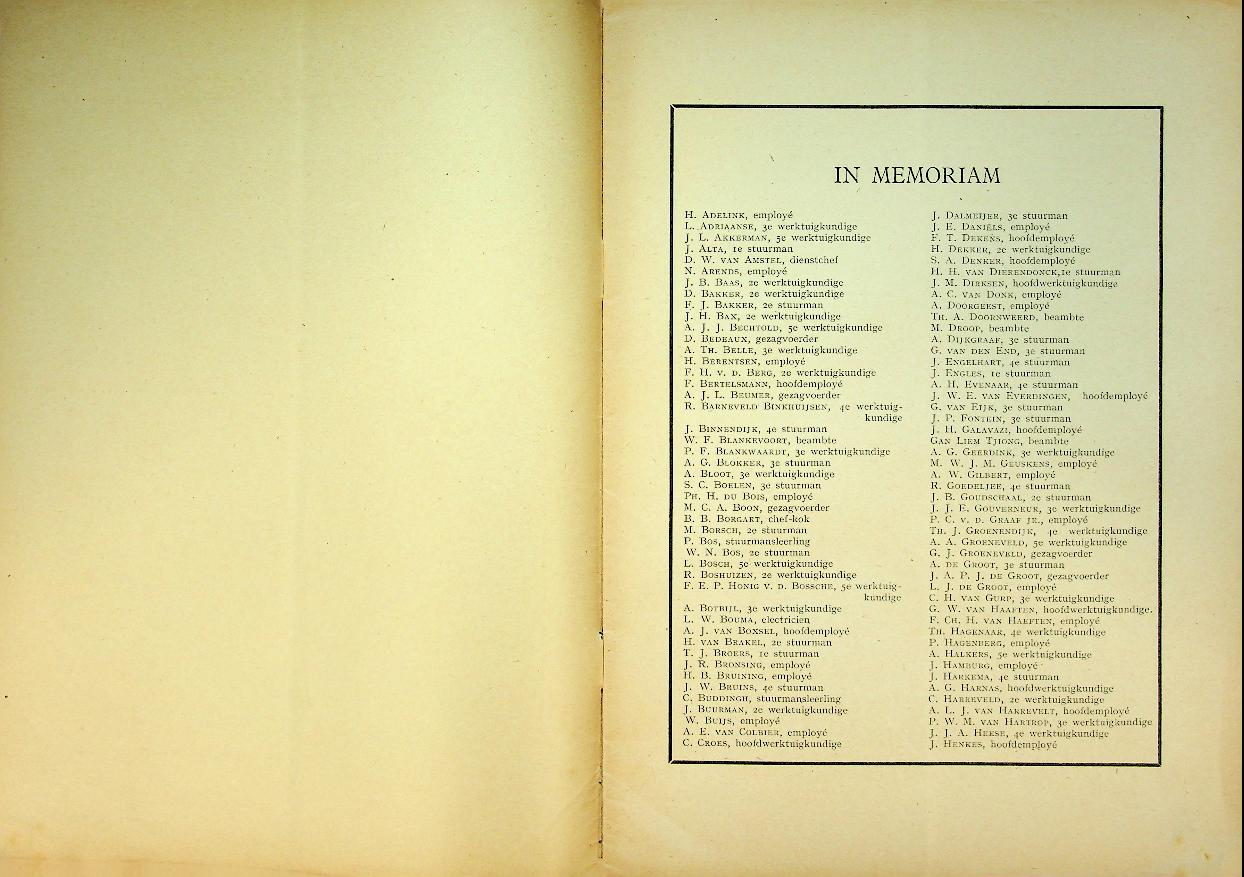 IN MEMORIAM
H. ADELINK, employé
L. ADRIAANSE, 3e werktuigkundige
J. L. AKKERMAN, 5e werktuigkundige
J. ALTA, 1e stuurman
D. W. VAN AMSTEL, dienstchef
N. ARENDS, employé
J. B. BAAS, 2e werktuigkundige
D. BAKKER, 2e werktuigkundige
F. J. BAKKER, 2e stuurman
J. H. BAX, 2e werktuigkundige
A. J. J. BECHTOLD, 5e werktuigkundige
D. BEDEAUX, gezagvoerder
A. TH. BELLE, 3e werktuigkundige
H. BERENTSEN, employé
F. H. V. D. BERG, 2e werktuigkundige
F. BERTELSMANN, hoofdemployé
A. J. L. BEUMER, gezagvoerder
R. BARNEVELD BINKHUIJSEN, 4e werktuig-
kundige
J. BINNENDIJK, 4e stuurman
W. F. BLANKEVOORT, beambte
P. F. BLANKWAARDT, 3e werktuigkundige
A. G. BLOKKER, 3e stuurman
A. BLOOT, 3e werktuigkundige
S. C. BOELEN, 3e stuurman
PH. H. DU BOIS, employé
M. C. A. BOON, gezagvoerder
B. B. BORGART, chef-kok
M. BORSCH, 2e stuurman
P. BOS, stuurmansleerling
W. N. BOS, 2e stuurman
L. BOSCH, 5e werktuigkundige
R. BOSHUIZEN, 2e werktuigkundige
F. E. P. HONIG V. D. BOSSCHE, 5e werktuig-
kundige
A. BOTBIJL, 3e werktuigkundige
L. W. BOUMA, electricien
A. J. VAN BOXSEL, hoofdemployé
H. VAN BRAKEL, 2e stuurman
T. J. BROERS, 1e stuurman
J. R. BRONSING, employé
H. B. BRUINING, employé
J. W. BRUINS, 4e stuurman
C. BUDDINGH, stuurmansleerling
J. BUURMAN, 2e werktuigkundige
W. BUIJS, employé
A. E. VAN COLBIER, employé
C. CROES, hoofdwerktuigkundige
J. DALMEIJER, 3e stuurman
J. E. DANIËLS, employé
F. T. DEKENS, hoofdemployé
H. DEKKER, 2e werktuigkundige
S. A. DENKER, hoofdemployé
H. H. VAN DIERENDONCK,1e stuurman
J. M. DIRKSEN, hoofdwerktuigkundige
A. C. VAN DONK, employé
A. DOORGEEST, employé
TH. A. DOORNWEERD, beambte
M. DROOP, beambte
A. DIJKGRAAF, 3e stuurman
G. VAN DEN END, 3e stuurman
J. ENGELHART, 4e stuurman
J. ENGLES, 1e stuurman
A. H. EVENAAR, 4e stuurman
J. W. E. VAN EVERDINGEN, hoofdemployé
G. VAN EIJK, 3e stuurman
J. P. FONTEIN, 3e stuurman
J. H. GALAVAZI, hoofdemployé
GAN LIEM TJIONG, beambte
A. G. GEERDINK, 3e werktuigkundige
M. W. J. M. GEUSKENS, employé
A. W. GILBERT, employé
R. GOEDELJEE, 4e stuurman
J. B. GOUDSCHAAL, 2e stuurman
J. J. E. GOUVERNEUR, 3e werktuigkundige
P. C. V. D. GRAAF JR., employé
TH. J. GROENENDIJK, 4e werktuigkundige
A. A. GROENEVELD, 5e werktuigkundige
G. J. GROENEVELD, gezagvoerder
A. DE GROOT, 3e stuurman
J. A. P. J. DE GROOT, gezagvoerder
L. J. DE GROOT, employé
C. H. VAN GURP, 3e werktuigkundige
G. W. VAN HAAFTEN, hoofdwerktuigkundige.
F. CH. H. VAN HAEFTEN, employé
TH. HAGENAAR, 4e werktuigkundige
P. HAGENBERG, employé
A. HALKERS, 5e werktuigkundige
J. HAMBURG, employé
J. HARKEMA, 4e stuurman
A. G. HARNAS, hoofdwerktuigkundige
C. HARREVELD, 2e werktuigkundige
A. L. J. VAN HARREVELT, hoofdemployé
P. W. M. VAN HARTROP, 3e werktuigkundige
J. J. A. HEESE, 4e werktuigkundige
J. HENKES, hoofdemployé